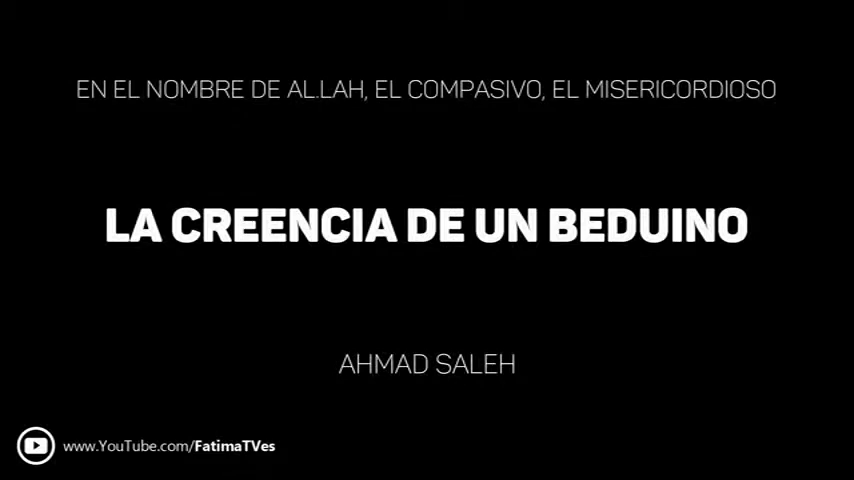 EN EL NOMBRE DE AL.LAH, EL COMPASIVO, EL MISERICORDIOSO
LA CREENCIA DE UN BEDUINO
AHMAD SALEH
www.YouTube.com/FatimaTVes